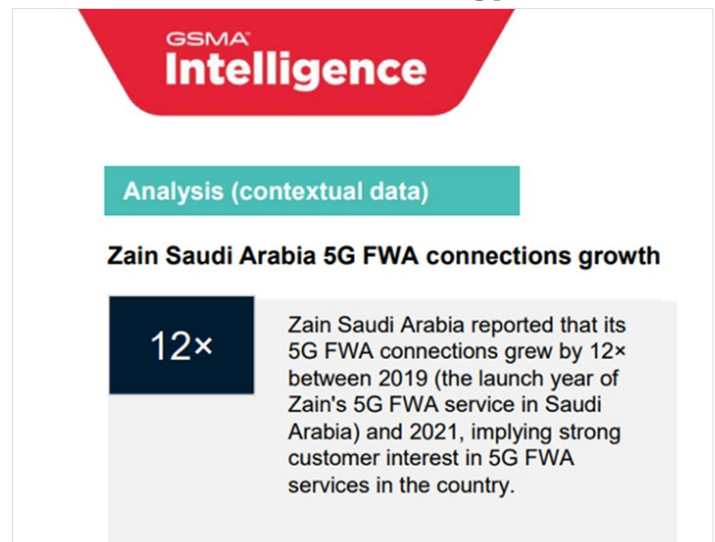 GSMA™
Intelligence
Analysis (contextual data)
Zain Saudi Arabia 5G FWA connections growth
12×
Zain Saudi Arabia reported that its
5G FWA connections grew by 12×
between 2019 (the launch year of
Zain's 5G FWA service in Saudi
Arabia) and 2021, implying strong
customer interest in 5G FWA
services in the country.